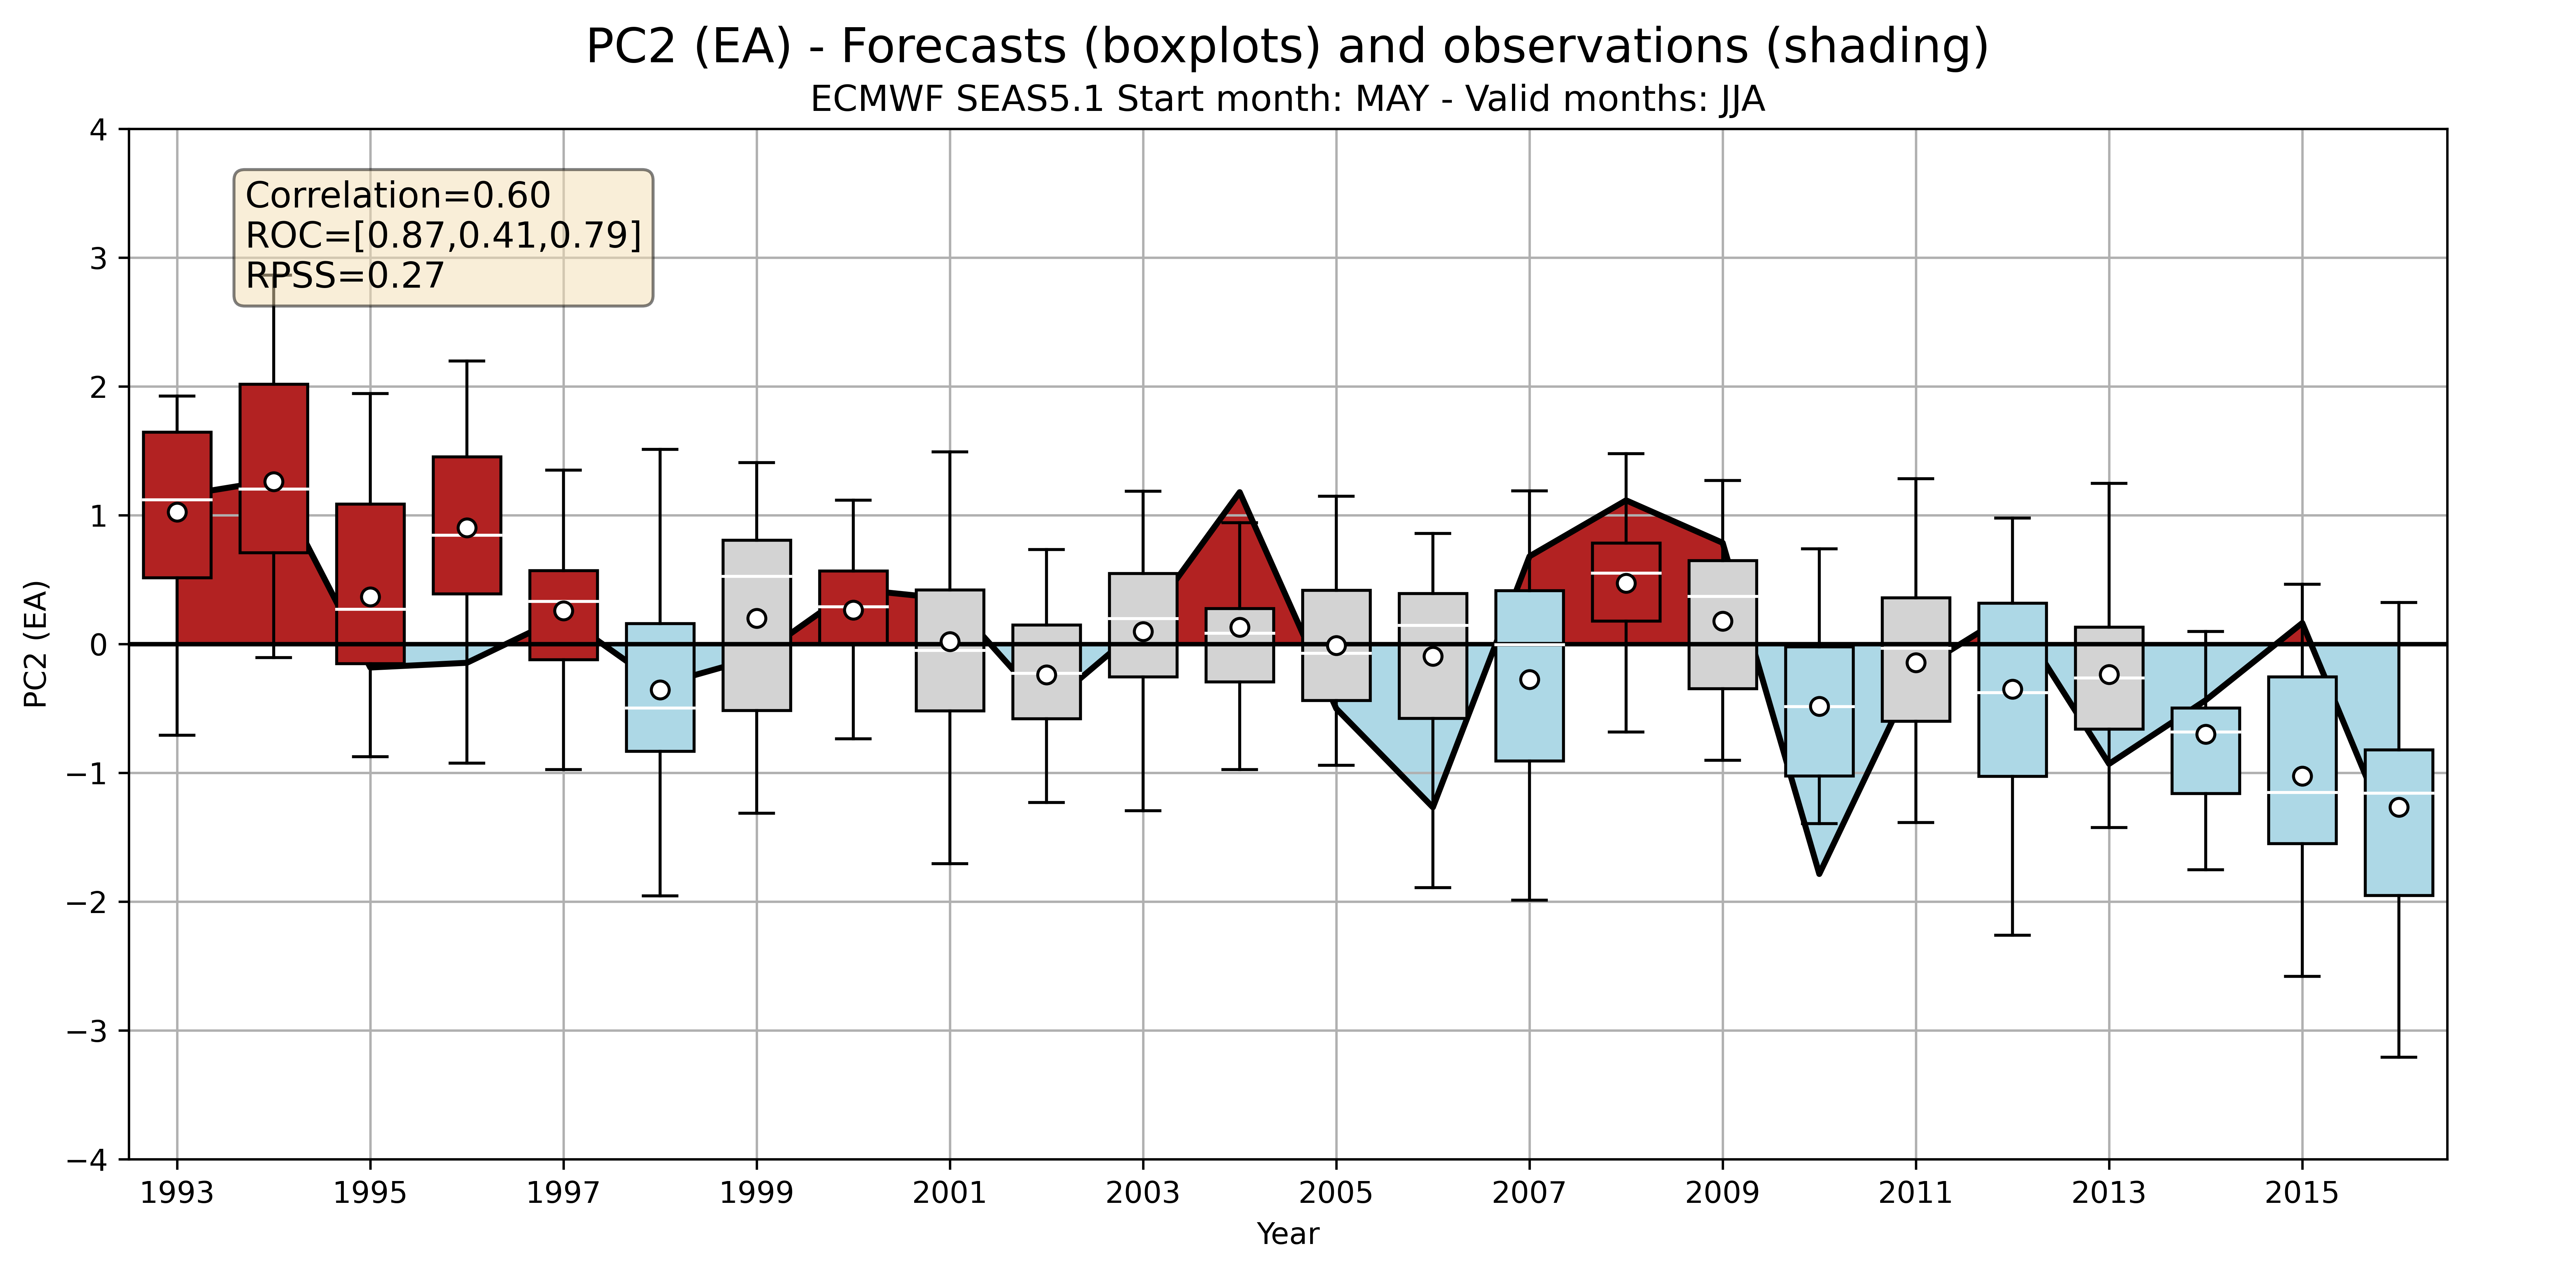 PC2 (EA) - Forecasts (boxplots) and observations (shading)
ECMWF SEAS5.1 Start month: MAY - Valid months: JJA
Correlation=0.60
ROC=[0.87,0.41,0.79]
RPSS=0.27
PC2 (EA)
4
3
2
1
0
−1
−2
−3
−4
1993 1995 1997 1999 2001 2003 2005 2007 2009 2011 2013 2015
Year